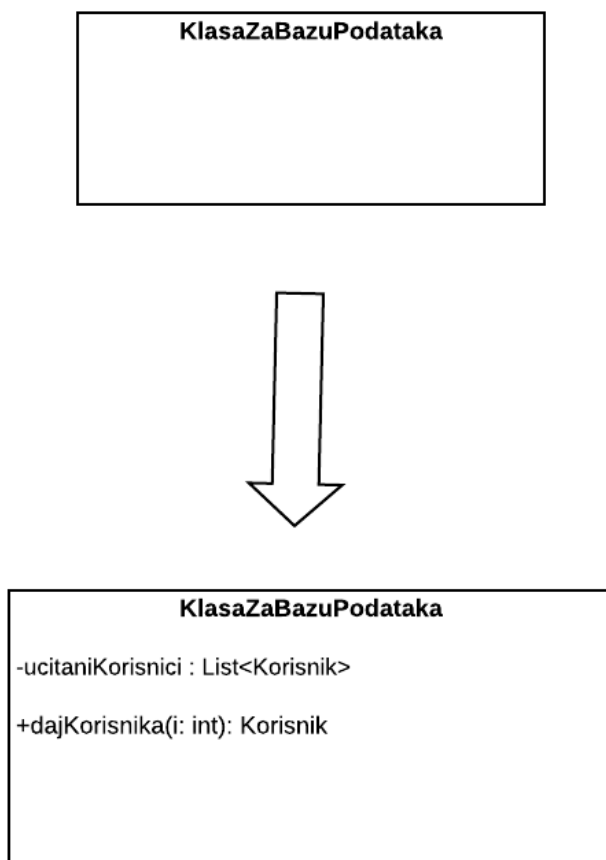 KlasaZaBazuPodataka
KlasaZaBazuPodataka
-ucitaniKorisnici : List<Korisnik>
+dajKorisnika(i: int): Korisnik